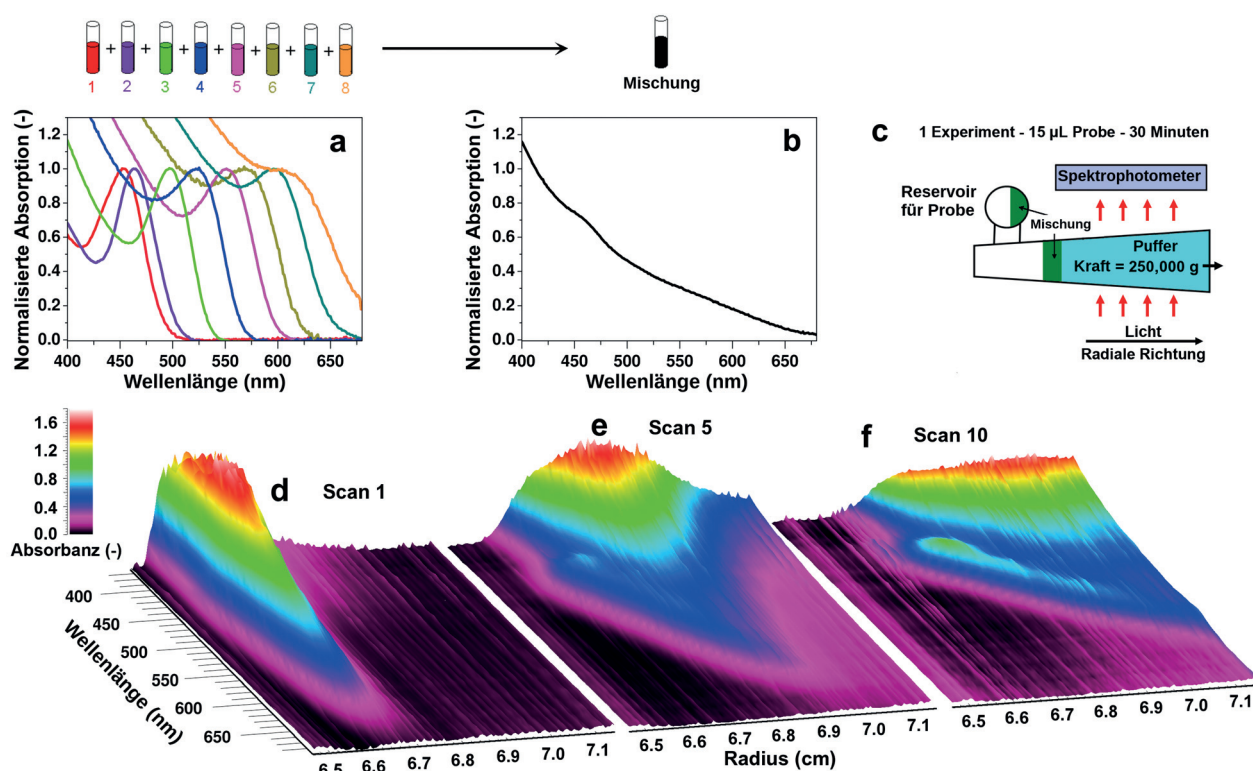 + + + + + + +
1 2 3 4 5 6 7 8
Mischung
a
Normalisierte Absorption (-)
1.2
1.0
0.8
0.6
0.4
0.2
0.0
400 450 500 550 600 650
Wellenlänge (nm)
b
Normalisierte Absorption (-)
1.2
1.0
0.8
0.6
0.4
0.2
0.0
400 450 500 550 600 650
Wellenlänge (nm)
c
1 Experiment - 15 µL Probe - 30 Minuten
Spektrophotometer
Reservoir
für Probe
Mischung
Puffer
Kraft = 250,000 g
Licht
Radiale Richtung
1.6
1.2
0.8
0.4
0.0
Absorbanz (-)
d
Scan 1
e
Scan 5
f
Scan 10
400
450
500
550
600
650
Wellenlänge (nm)
6.5 6.6 6.7 6.8 6.9 7.0 7.1
6.5 6.6 6.7 6.8 6.9 7.0 7.1
6.5 6.6 6.7 6.8 6.9 7.0 7.1
Radius (cm)